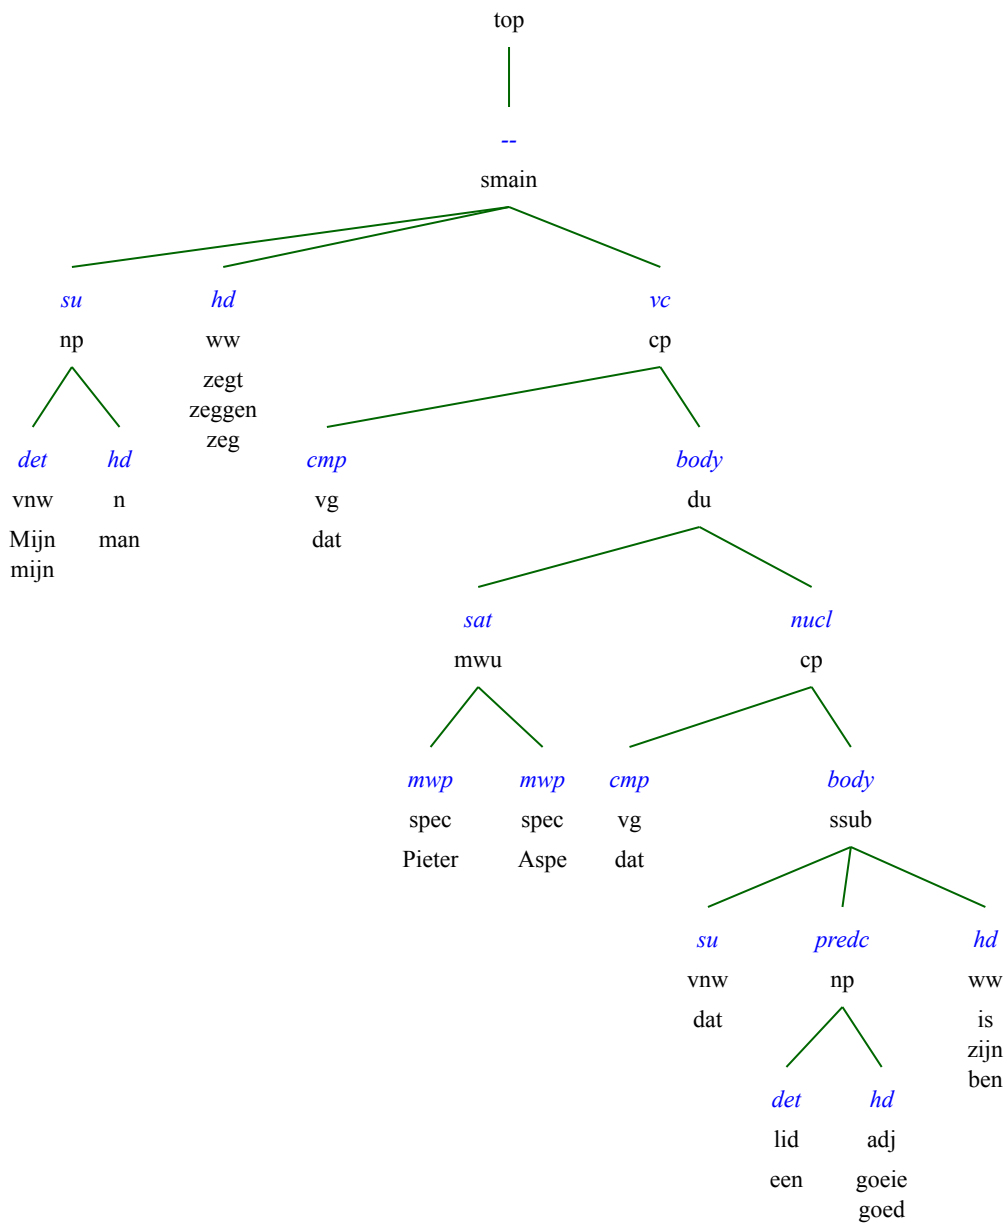 top
--
smain
su hd vc
np ww cp
zegt
zeggen
zeg
det hd cmp body
vnw n vg du
Mijn man dat
mijn
sat nucl
mwu cp
mwp mwp cmp body
spec spec vg ssub
Pieter Aspe dat
su predc hd
vnw np ww
dat is
zijn
ben
det hd
lid adj
een goeie
goed